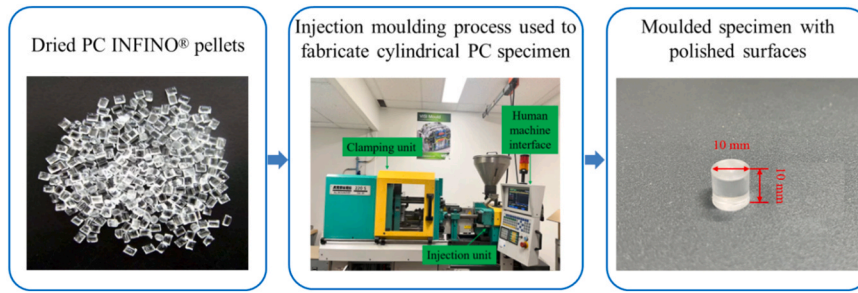 Dried PC INFINO® pellets
Injection moulding process used to
fabricate cylindrical PC specimen
Moulded specimen with
polished surfaces
Clamping unit
Human
machine
interface
Injection unit
10 mm
10 mm